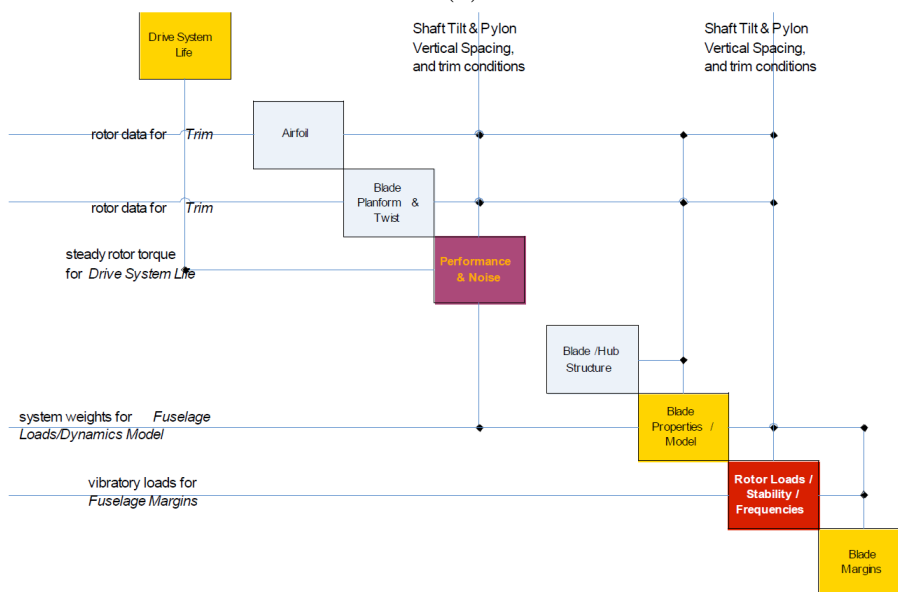 Drive System
Life
Shaft Tilt & Pylon
Vertical Spacing,
and trim conditions
Shaft Tilt & Pylon
Vertical Spacing,
and trim conditions
rotor data for Trim
Airfoil
rotor data for Trim
Blade
Planform & 
Twist
steady rotor torque
for Drive System Life
Performance
& Noise
Blade /Hub
Structure
system weights for Fuselage
Loads/Dynamics Model
Blade
Properties /
Model
vibratory loads for
Fuselage Margins
Rotor Loads /
Stability /
Frequencies
Blade
Margins